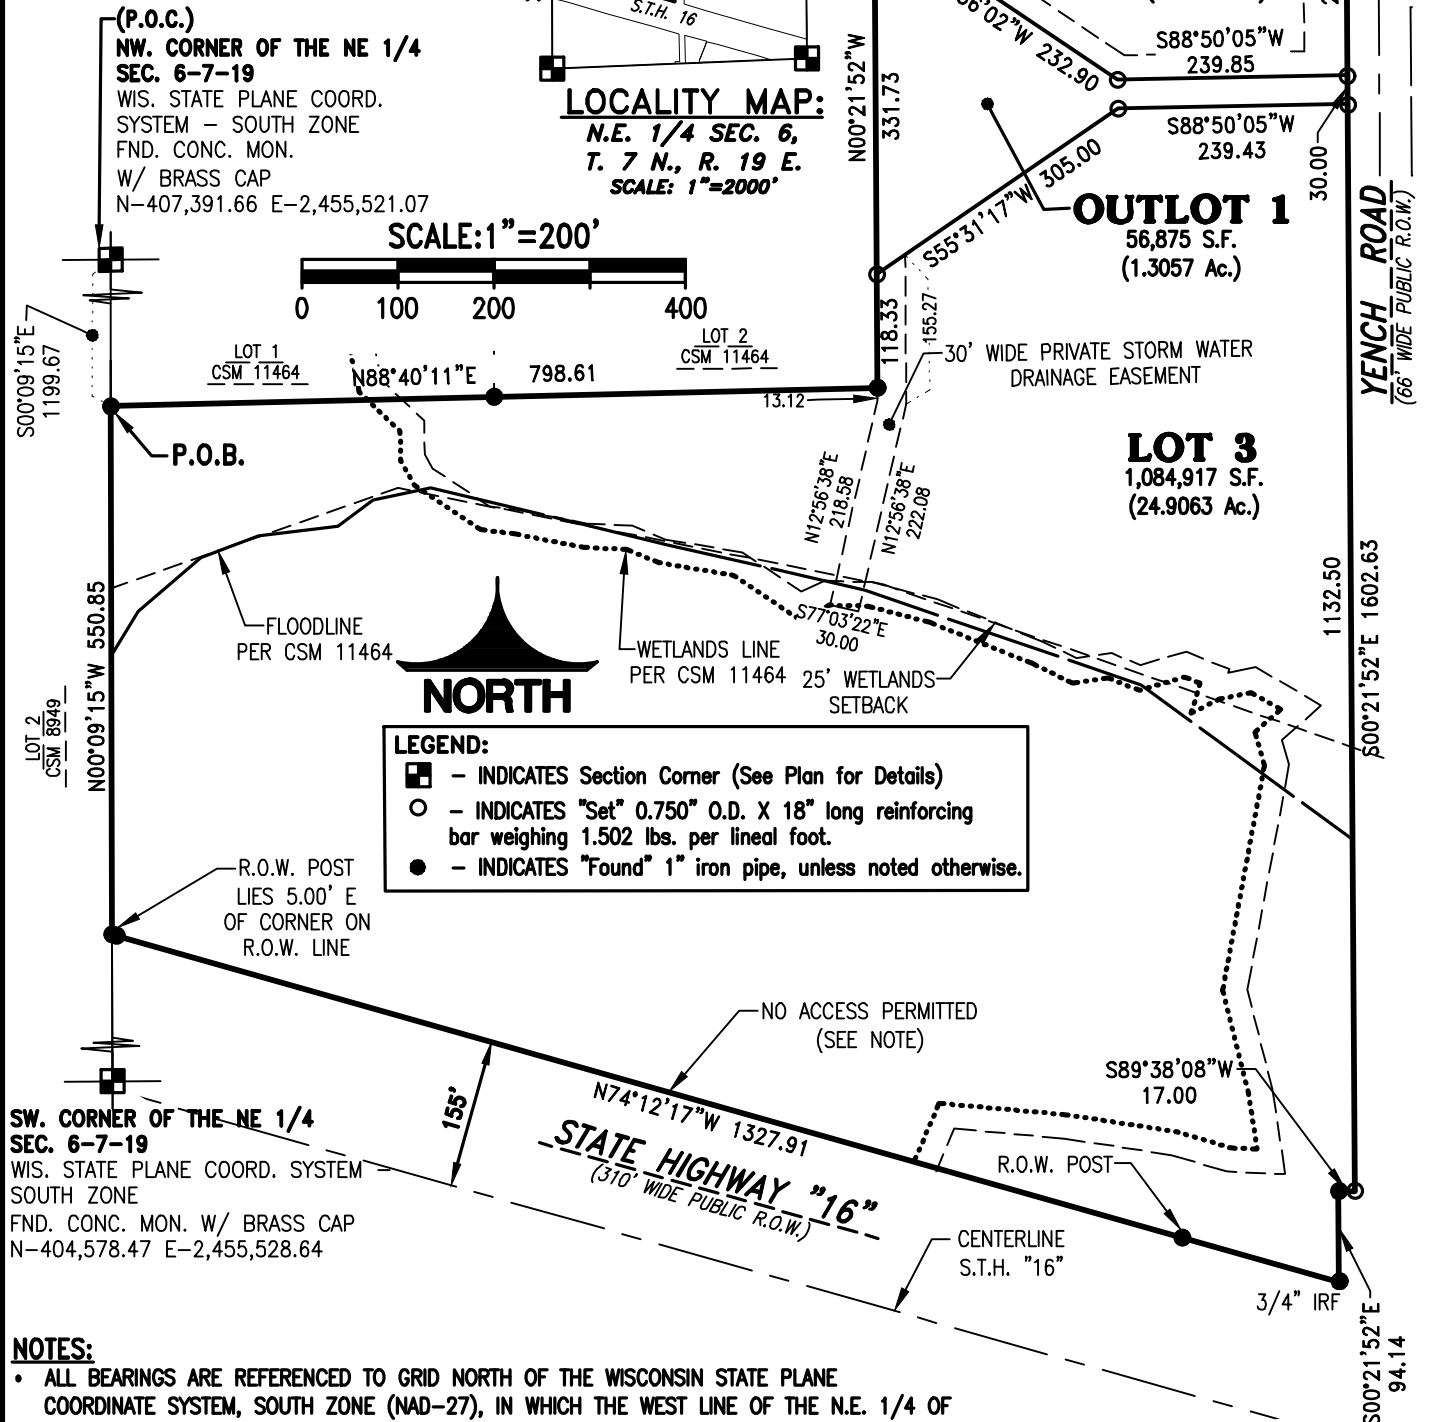 (P.O.C.)
NW. CORNER OF THE NE 1/4
SEC. 6-7-19
WIS. STATE PLANE COORD.
SYSTEM - SOUTH ZONE
FND. CONC. MON.
W/ BRASS CAP
N-407,391.66 E-2,455,521.07
S.T.H. 16
LOCALITY MAP:
N.E. 1/4 SEC. 6,
T. 7 N., R. 19 E.
SCALE: 1"=2000'
N00°21'52"W
331.73
232.90
S88°50'05"W
239.85
S88°50'05"W
239.43
30.00
S55°31'17"W 305.00
OUTLOT 1
56,875 S.F.
(1.3057 Ac.)
YENCH ROAD
(66' WIDE PUBLIC R.O.W.)
SCALE:1"=200'
0 100 200 400
S00°09'15"E
1199.67
LOT 1
CSM 11464
LOT 2
CSM 11464
N88°40'11"E 798.61
118.33
155.27
30' WIDE PRIVATE STORM WATER
DRAINAGE EASEMENT
13.12
P.O.B.
LOT 3
1,084,917 S.F.
(24.9063 Ac.)
N12°56'38"E
218.58
N12°56'38"E
222.08
S77°03'22"E
30.00
1132.50
S00°21'52"E 1602.63
N00°09'15"W 550.85
LOT 2
CSM 8949
FLOODLINE
PER CSM 11464
WETLANDS LINE
PER CSM 11464
25' WETLANDS
SETBACK
NORTH
LEGEND:
- INDICATES Section Corner (See Plan for Details)
- INDICATES "Set" 0.750" O.D. X 18" long reinforcing
bar weighing 1.502 lbs. per lineal foot.
- INDICATES "Found" 1" iron pipe, unless noted otherwise.
R.O.W. POST
LIES 5.00' E
OF CORNER ON
R.O.W. LINE
NO ACCESS PERMITTED
(SEE NOTE)
N74°12'17"W 1327.91
155'
STATE HIGHWAY "16"
(310' WIDE PUBLIC R.O.W.)
S89°38'08"W
17.00
R.O.W. POST
CENTERLINE
S.T.H. "16"
3/4" IRF
S00°21'52"E
94.14
SW. CORNER OF THE NE 1/4
SEC. 6-7-19
WIS. STATE PLANE COORD. SYSTEM -
SOUTH ZONE
FND. CONC. MON. W/ BRASS CAP
N-404,578.47 E-2,455,528.64
NOTES:
• ALL BEARINGS ARE REFERENCED TO GRID NORTH OF THE WISCONSIN STATE PLANE
COORDINATE SYSTEM, SOUTH ZONE (NAD-27), IN WHICH THE WEST LINE OF THE N.E. 1/4 OF